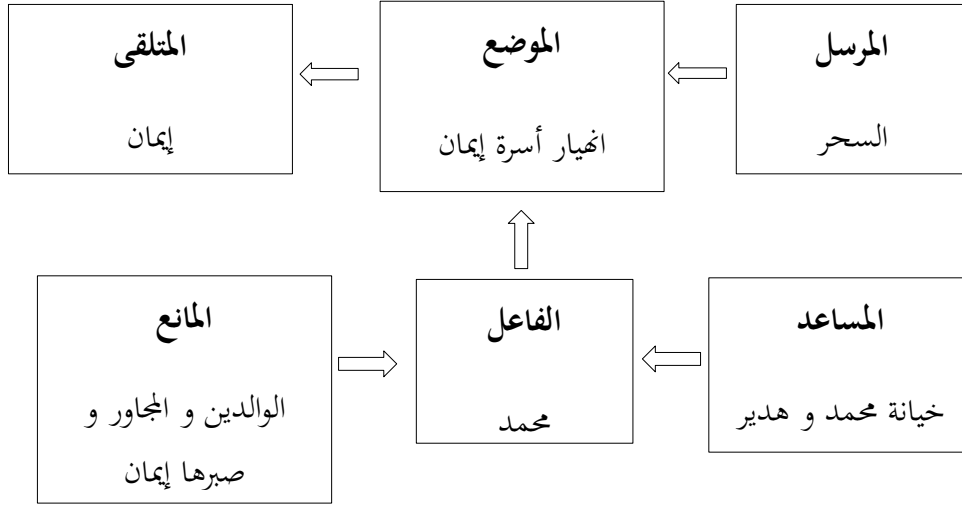 المرسل
السحر
الموضع
انهيار أسرة إيمان
المتلقى
إيمان
المساعد
خيانة محمد و هدير
الفاعل
محمد
المانع
الوالدين و المجاور و
صبرها إيمان